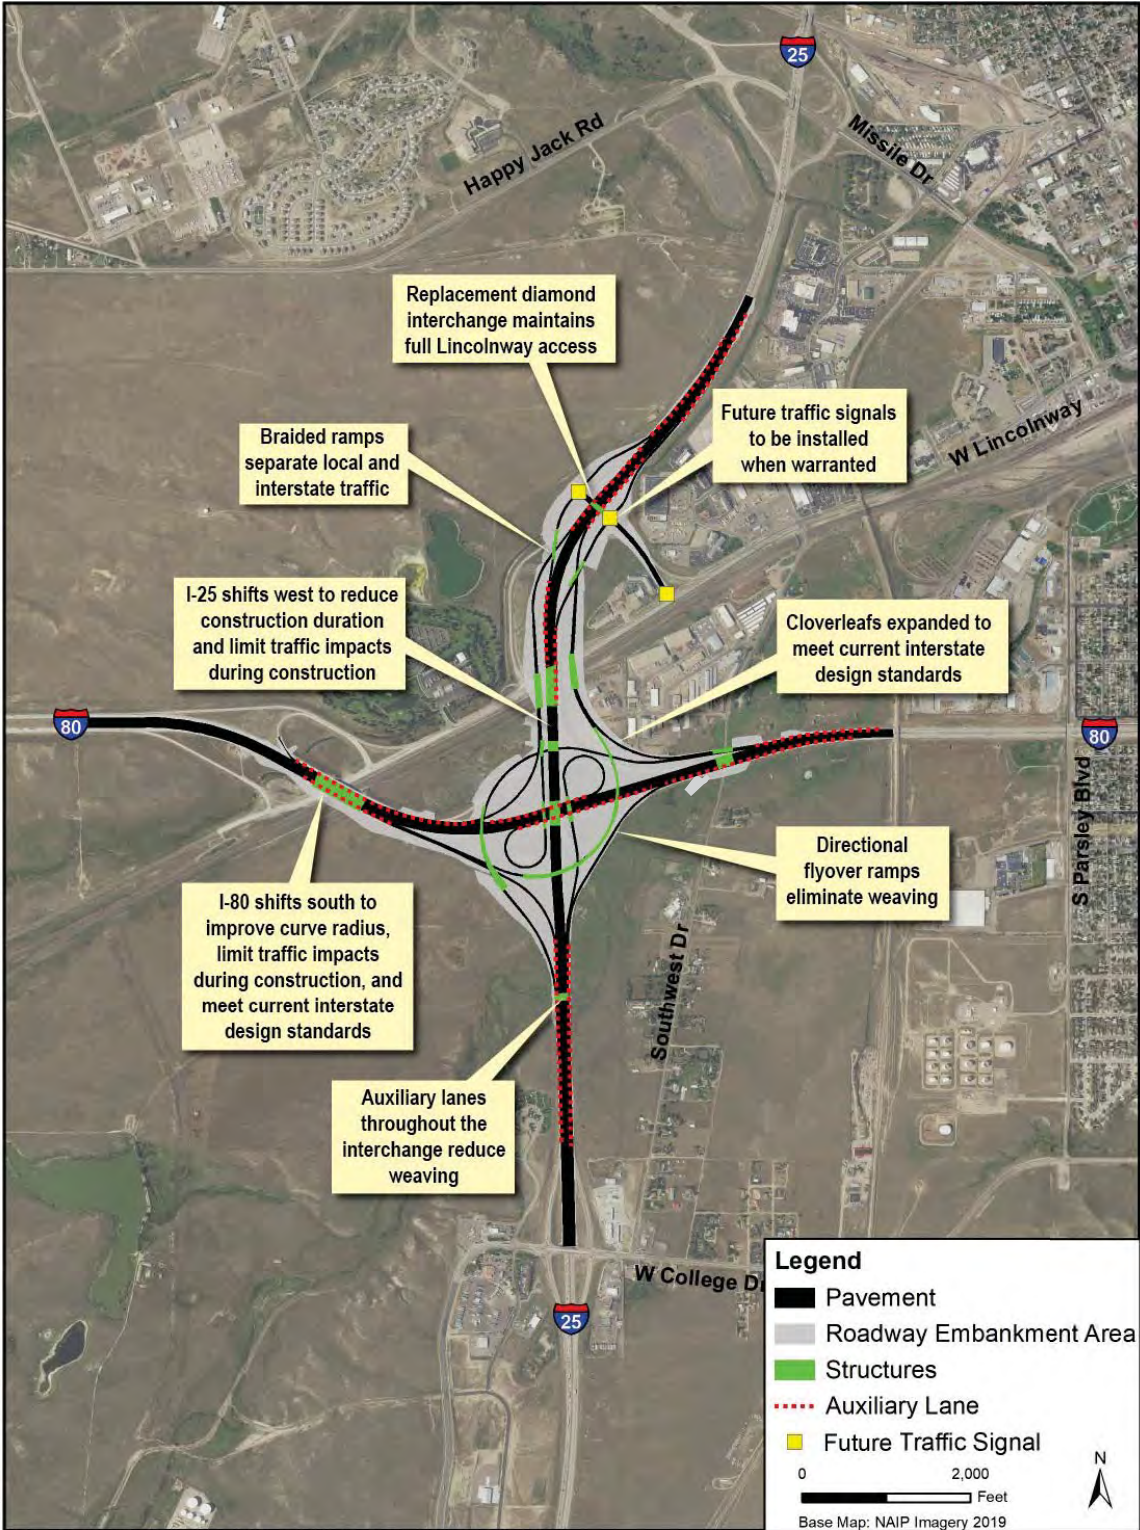 25
Happy Jack Rd
Missile Dr
Replacement diamond
interchange maintains
full Lincolnway access
Future traffic signals
to be installed
when warranted
W Lincolnway
Braided ramps
separate local and
interstate traffic
I-25 shifts west to reduce
construction duration
and limit traffic impacts
during construction
Cloverleafs expanded to
meet current interstate
design standards
80
80
S Parsley Blvd
Directional
flyover ramps
eliminate weaving
I-80 shifts south to
improve curve radius,
limit traffic impacts
during construction, and
meet current interstate
design standards
Southwest Dr
Auxiliary lanes
throughout the
interchange reduce
weaving
W College Dr
25
Legend
Pavement
Roadway Embankment Area
Structures
Auxiliary Lane
Future Traffic Signal
0 2,000
Feet
N
Base Map: NAIP Imagery 2019